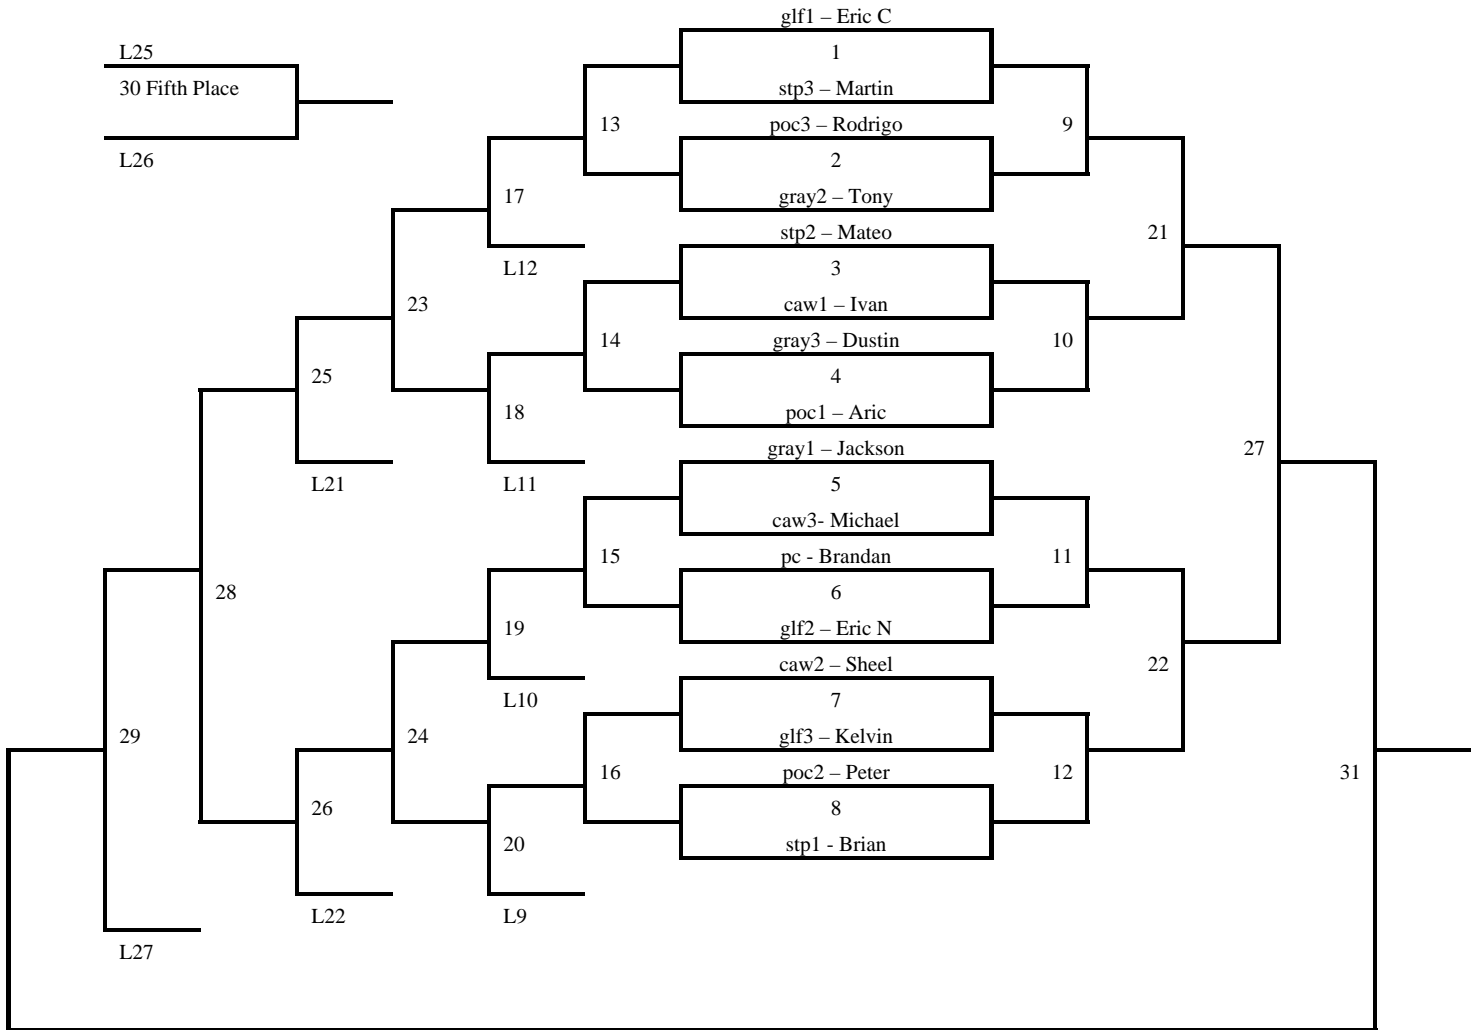 glf1 – Eric C
L25
1
30 Fifth Place
stp3 – Martin
13
poc3 – Rodrigo
9
L26
2
17
gray2 – Tony
stp2 – Mateo
21
L12
3
23
caw1 – Ivan
14
gray3 – Dustin
10
25
4
18
poc1 – Aric
gray1 – Jackson
27
L21
L11
5
caw3- Michael
15
pc - Brandan
11
28
6
19
glf2 – Eric N
caw2 – Sheel
22
L10
7
29
24
glf3 – Kelvin
16
poc2 – Peter
12
31
26
8
20
stp1 - Brian
L22
L9
L27